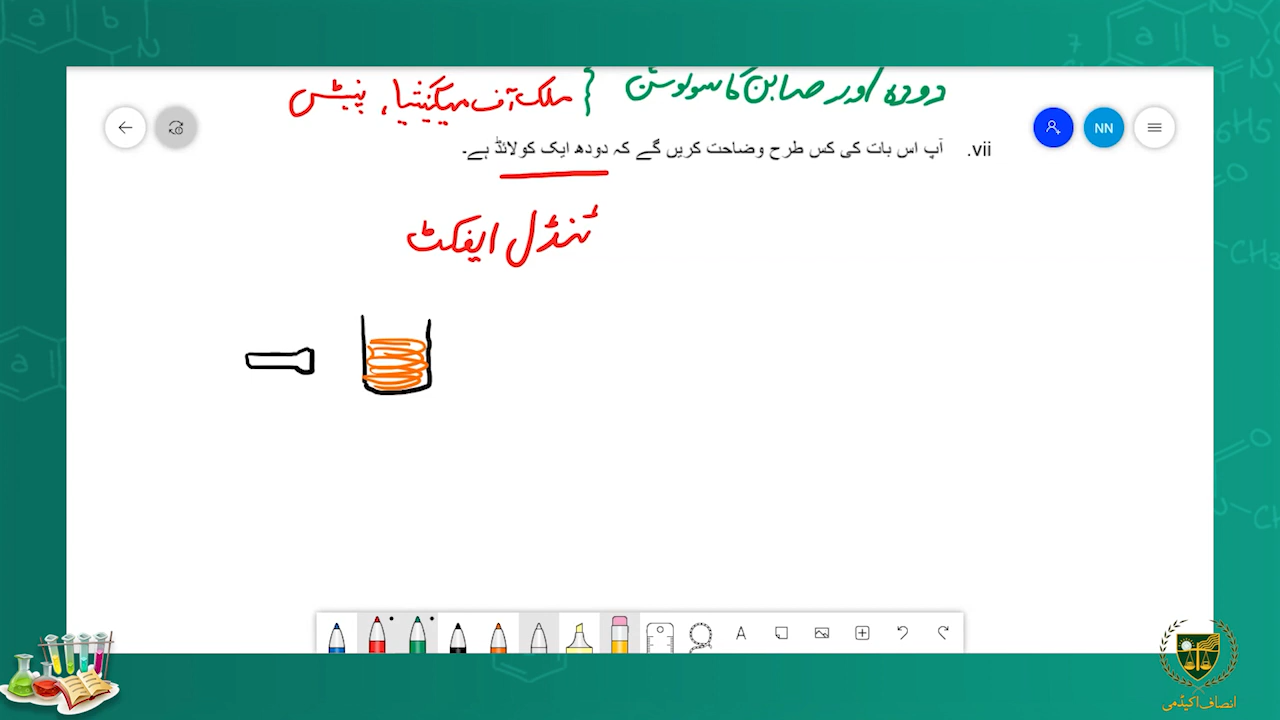 دودھ اور صابن کا سولوشن } ملک آف میگنیشیا، پینٹس
vii. آپ اس بات کی کس طرح وضاحت کریں گے کہ دودھ ایک کولائڈ ہے۔
NN
ٹنڈل ایفکٹ
A
انصاف اکیڈمی